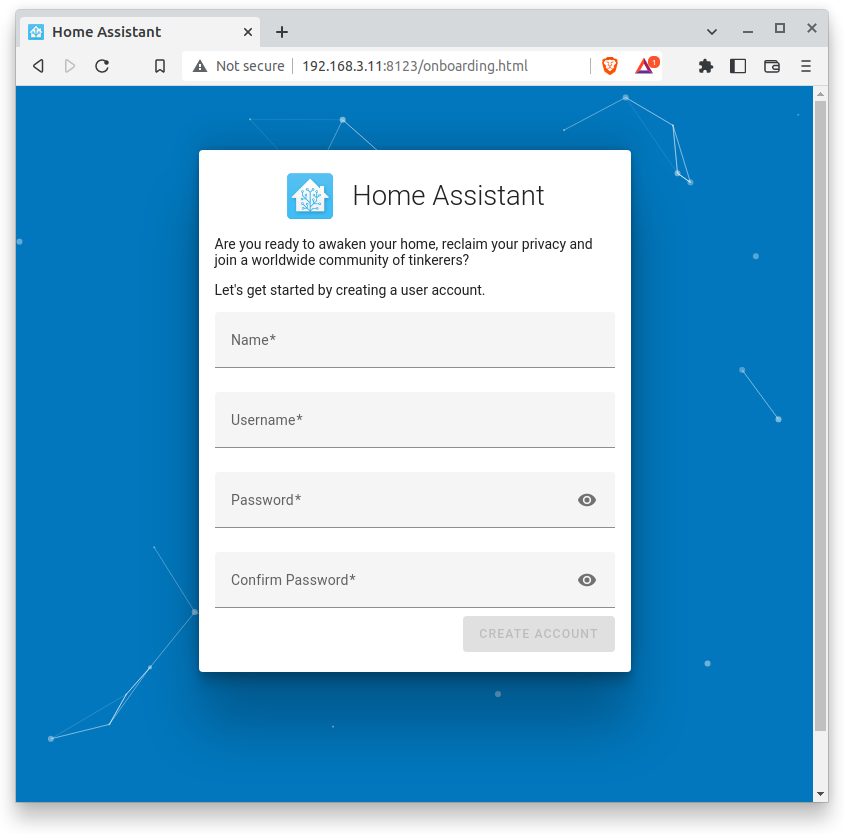 Home Assistant
Not secure 192.168.3.11:8123/onboarding.html
1
Home Assistant
Are you ready to awaken your home, reclaim your privacy and
join a worldwide community of tinkerers?
Let's get started by creating a user account.
Name*
Username*
Password*
Confirm Password*
CREATE ACCOUNT